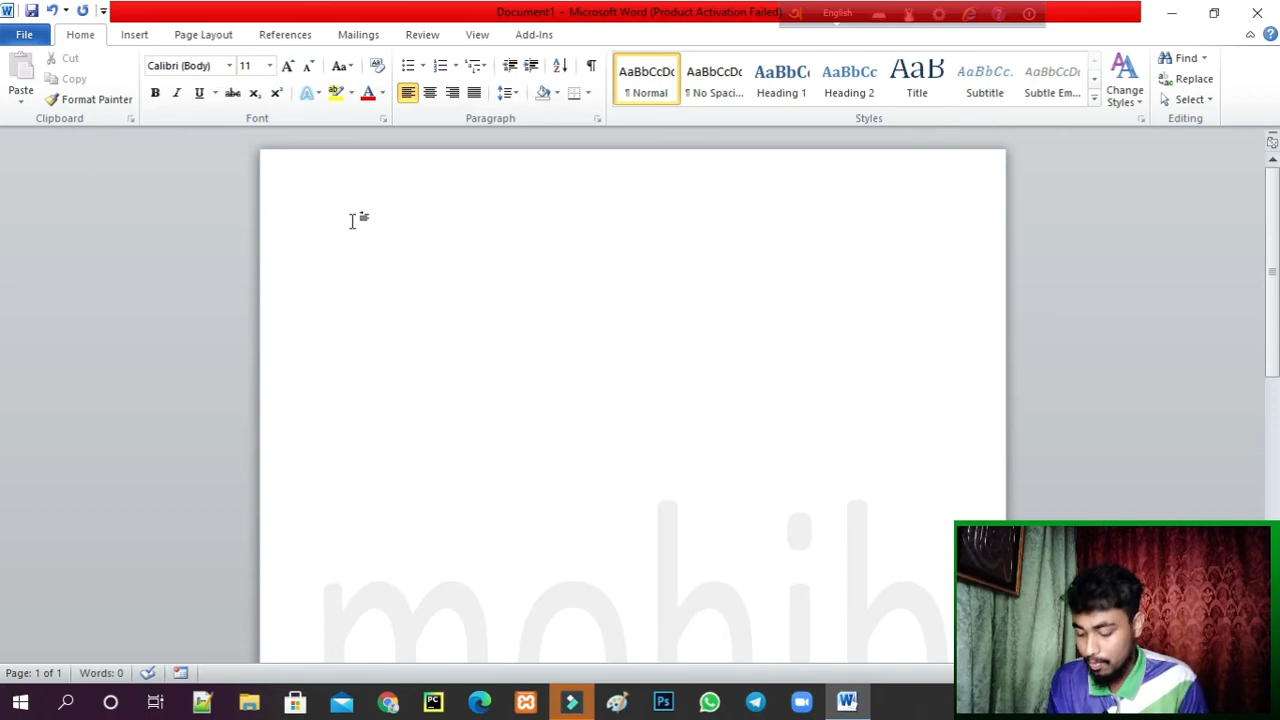 Document1 - Microsoft Word (Product Activation Failed)
English
File Home Insert Page Layout References Mailings Review View Add-Ins
Paste
Cut
Copy
Format Painter
Clipboard
Calibri (Body) 11
Font
Paragraph
AaBbCcDc AaBbCcDc AaBbC AaBbCc AaB AaBbCc. AaBbCcDc
¶ Normal ¶ No Spaci... Heading 1 Heading 2 Title Subtitle Subtle Em...
Change
Styles
Styles
Find
Replace
Select
Editing
mohib
Page: 1 of 1 Words: 0